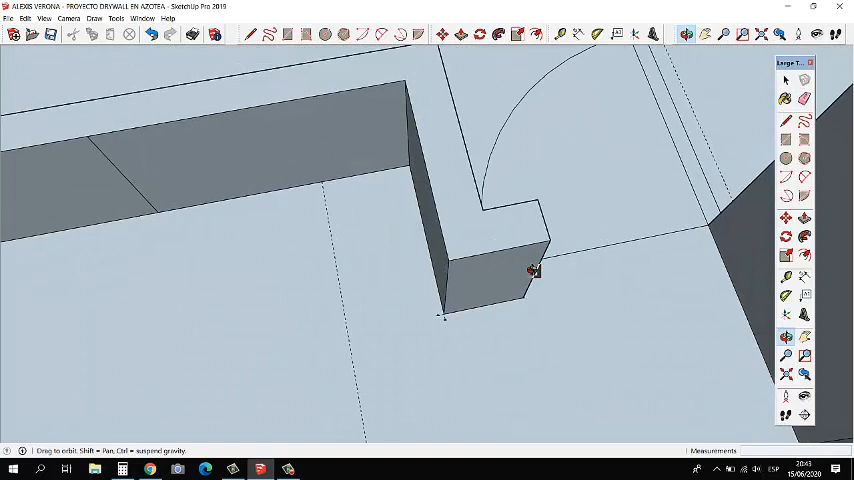 ALEXIS VERONA - PROYECTO DRYWALL EN AZOTEA - SketchUp Pro 2019
File Edit View Camera Draw Tools Window Help
Large T...
Drag to orbit. Shift = Pan, Ctrl = suspend gravity.
Measurements
ESP
20:43
15/06/2020